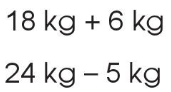 18 kg + 6 kg
24 kg – 5 kg